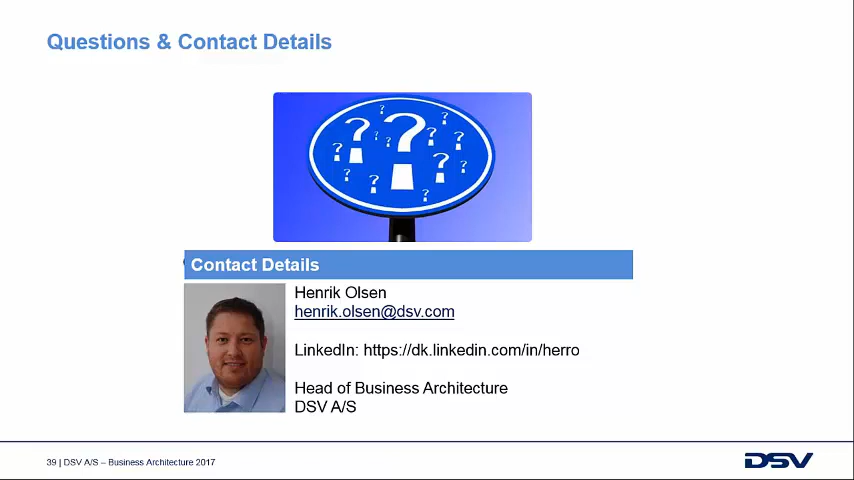 Questions & Contact Details
? ? ? ? ? ? ? ? ? ? ? ? ?
Contact Details
Henrik Olsen
henrik.olsen@dsv.com
LinkedIn: https://dk.linkedin.com/in/herro
Head of Business Architecture
DSV A/S
39 | DSV A/S – Business Architecture 2017
DSV